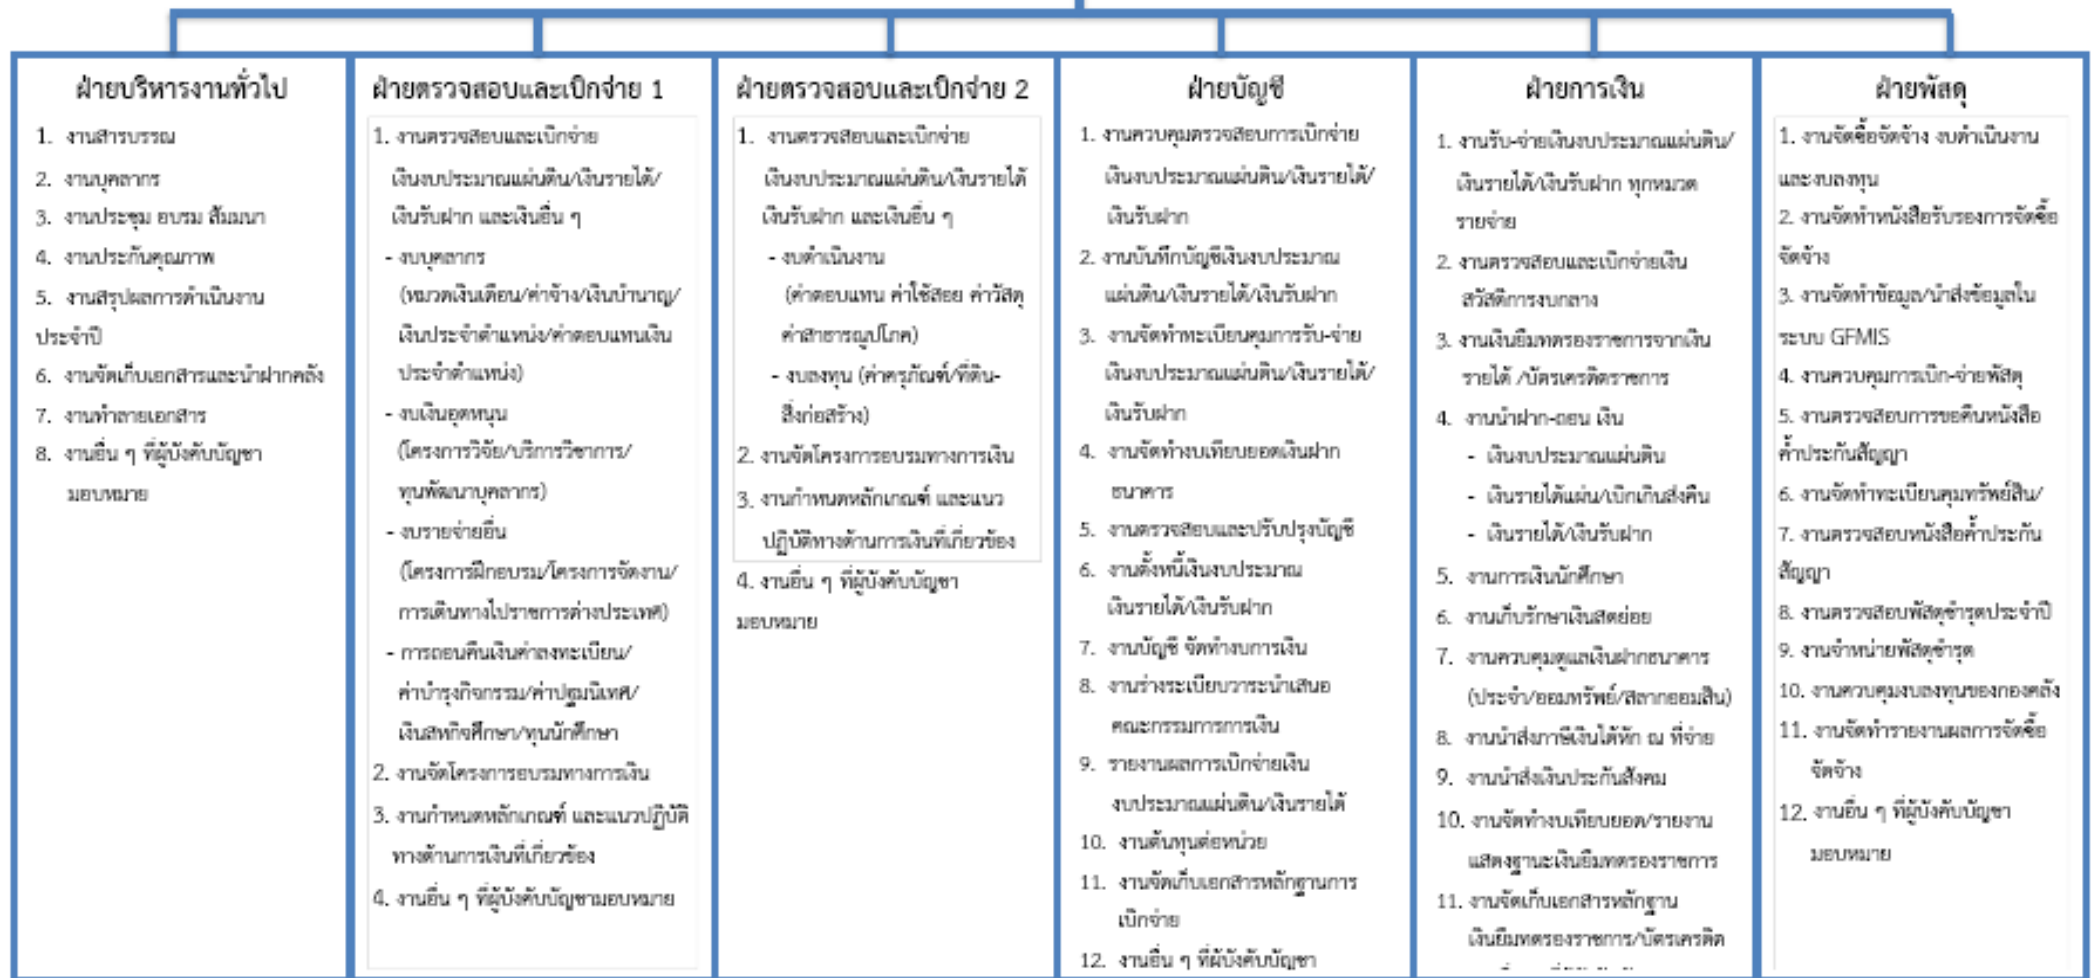 ฝ่ายบริหารงานทั่วไป
1. งานสารบรรณ
2. งานบุคลากร
3. งานประชุม อบรม สัมมนา
4. งานประกันคุณภาพ
5. งานสรุปผลการดำเนินงาน
ประจำปี
6. งานจัดเก็บเอกสารและนำฝากคลัง
7. งานทำลายเอกสาร
8. งานอื่น ๆ ที่ผู้บังคับบัญชา
มอบหมาย
ฝ่ายตรวจสอบและเบิกจ่าย 1
1. งานตรวจสอบและเบิกจ่าย
เงินงบประมาณแผ่นดิน/เงินรายได้/
เงินรับฝาก และเงินอื่น ๆ
- งบบุคลากร
(หมวดเงินเดือน/ค่าจ้าง/เงินบำนาญ/
เงินประจำตำแหน่ง/ค่าตอบแทนเงิน
ประจำตำแหน่ง)
- งบเงินอุดหนุน
(โครงการวิจัย/บริการวิชาการ/
ทุนพัฒนาบุคลากร)
- งบรายจ่ายอื่น
(โครงการฝึกอบรม/โครงการจัดงาน/
การเดินทางไปราชการต่างประเทศ)
- การถอนคืนเงินค่าลงทะเบียน/
ค่าบำรุงกิจกรรม/ค่าปฐมนิเทศ/
เงินสหกิจศึกษา/ทุนนักศึกษา
2. งานจัดโครงการอบรมทางการเงิน
3. งานกำหนดหลักเกณฑ์ และแนวปฏิบัติ
ทางด้านการเงินที่เกี่ยวข้อง
4. งานอื่น ๆ ที่ผู้บังคับบัญชามอบหมาย
ฝ่ายตรวจสอบและเบิกจ่าย 2
1. งานตรวจสอบและเบิกจ่าย
เงินงบประมาณแผ่นดิน/เงินรายได้
เงินรับฝาก และเงินอื่น ๆ
- งบดำเนินงาน
(ค่าตอบแทน ค่าใช้สอย ค่าวัสดุ
ค่าสาธารณูปโภค)
- งบลงทุน (ค่าครุภัณฑ์/ที่ดิน-
สิ่งก่อสร้าง)
2. งานจัดโครงการอบรมทางการเงิน
3. งานกำหนดหลักเกณฑ์ และแนว
ปฏิบัติทางด้านการเงินที่เกี่ยวข้อง
4. งานอื่น ๆ ที่ผู้บังคับบัญชา
มอบหมาย
ฝ่ายบัญชี
1. งานควบคุมตรวจสอบการเบิกจ่าย
เงินงบประมาณแผ่นดิน/เงินรายได้/
เงินรับฝาก
2. งานบันทึกบัญชีเงินงบประมาณ
แผ่นดิน/เงินรายได้/เงินรับฝาก
3. งานจัดทำทะเบียนคุมการรับ-จ่าย
เงินงบประมาณแผ่นดิน/เงินรายได้/
เงินรับฝาก
4. งานจัดทำงบเทียบยอดเงินฝาก
ธนาคาร
5. งานตรวจสอบและปรับปรุงบัญชี
6. งานตั้งหนี้เงินงบประมาณ
เงินรายได้/เงินรับฝาก
7. งานบัญชี จัดทำงบการเงิน
8. งานร่างระเบียบวาระนำเสนอ
คณะกรรมการการเงิน
9. รายงานผลการเบิกจ่ายเงิน
งบประมาณแผ่นดิน/เงินรายได้
10. งานต้นทุนต่อหน่วย
11. งานจัดเก็บเอกสารหลักฐานการ
เบิกจ่าย
12. งานอื่น ๆ ที่ผู้บังคับบัญชา
ฝ่ายการเงิน
1. งานรับ-จ่ายเงินงบประมาณแผ่นดิน/
เงินรายได้/เงินรับฝาก ทุกหมวด
รายจ่าย
2. งานตรวจสอบและเบิกจ่ายเงิน
สวัสดิการงบกลาง
3. งานเงินยืมทดรองราชการจากเงิน
รายได้ /บัตรเครดิตราชการ
4. งานนำฝาก-ถอน เงิน
- เงินงบประมาณแผ่นดิน
- เงินรายได้แผ่น/เบิกเกินส่งคืน
- เงินรายได้/เงินรับฝาก
5. งานการเงินนักศึกษา
6. งานเก็บรักษาเงินสดย่อย
7. งานควบคุมดูแลเงินฝากธนาคาร
(ประจำ/ออมทรัพย์/สลากออมสิน)
8. งานนำส่งภาษีเงินได้หัก ณ ที่จ่าย
9. งานนำส่งเงินประกันสังคม
10. งานจัดทำงบเทียบยอด/รายงาน
แสดงฐานะเงินยืมทดรองราชการ
11. งานจัดเก็บเอกสารหลักฐาน
เงินยืมทดรองราชการ/บัตรเครดิต
ฝ่ายพัสดุ
1. งานจัดซื้อจัดจ้าง งบดำเนินงาน
และงบลงทุน
2. งานจัดทำหนังสือรับรองการจัดซื้อ
จัดจ้าง
3. งานจัดทำข้อมูล/นำส่งข้อมูลใน
ระบบ GFMIS
4. งานควบคุมการเบิก-จ่ายพัสดุ
5. งานตรวจสอบการขอคืนหนังสือ
ค้ำประกันสัญญา
6. งานจัดทำทะเบียนคุมทรัพย์สิน/
7. งานตรวจสอบหนังสือค้ำประกัน
สัญญา
8. งานตรวจสอบพัสดุชำรุดประจำปี
9. งานจำหน่ายพัสดุชำรุด
10. งานควบคุมงบลงทุนของกองคลัง
11. งานจัดทำรายงานผลการจัดซื้อ
จัดจ้าง
12. งานอื่น ๆ ที่ผู้บังคับบัญชา
มอบหมาย